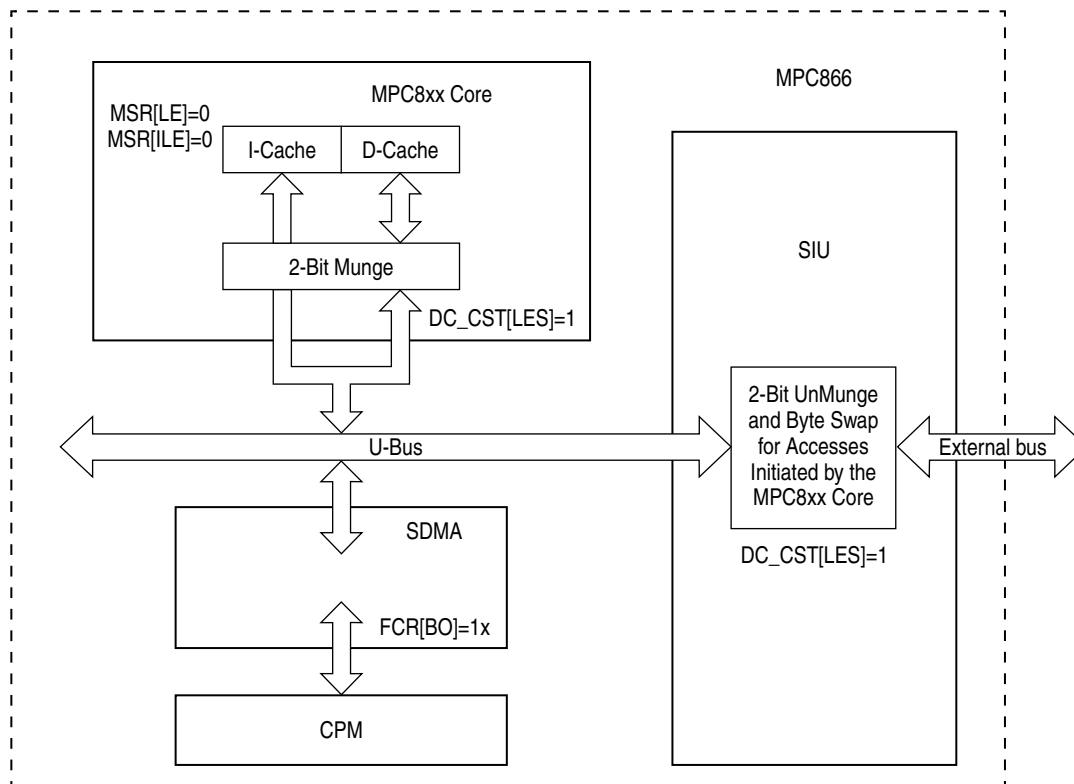 MPC866
MPC8xx Core
MSR[LE]=0
MSR[ILE]=0
I-Cache
D-Cache
2-Bit Munge
DC_CST[LES]=1
SIU
2-Bit UnMunge
and Byte Swap
for Accesses
Initiated by the
MPC8xx Core
U-Bus
External bus
SDMA
DC_CST[LES]=1
FCR[BO]=1x
CPM